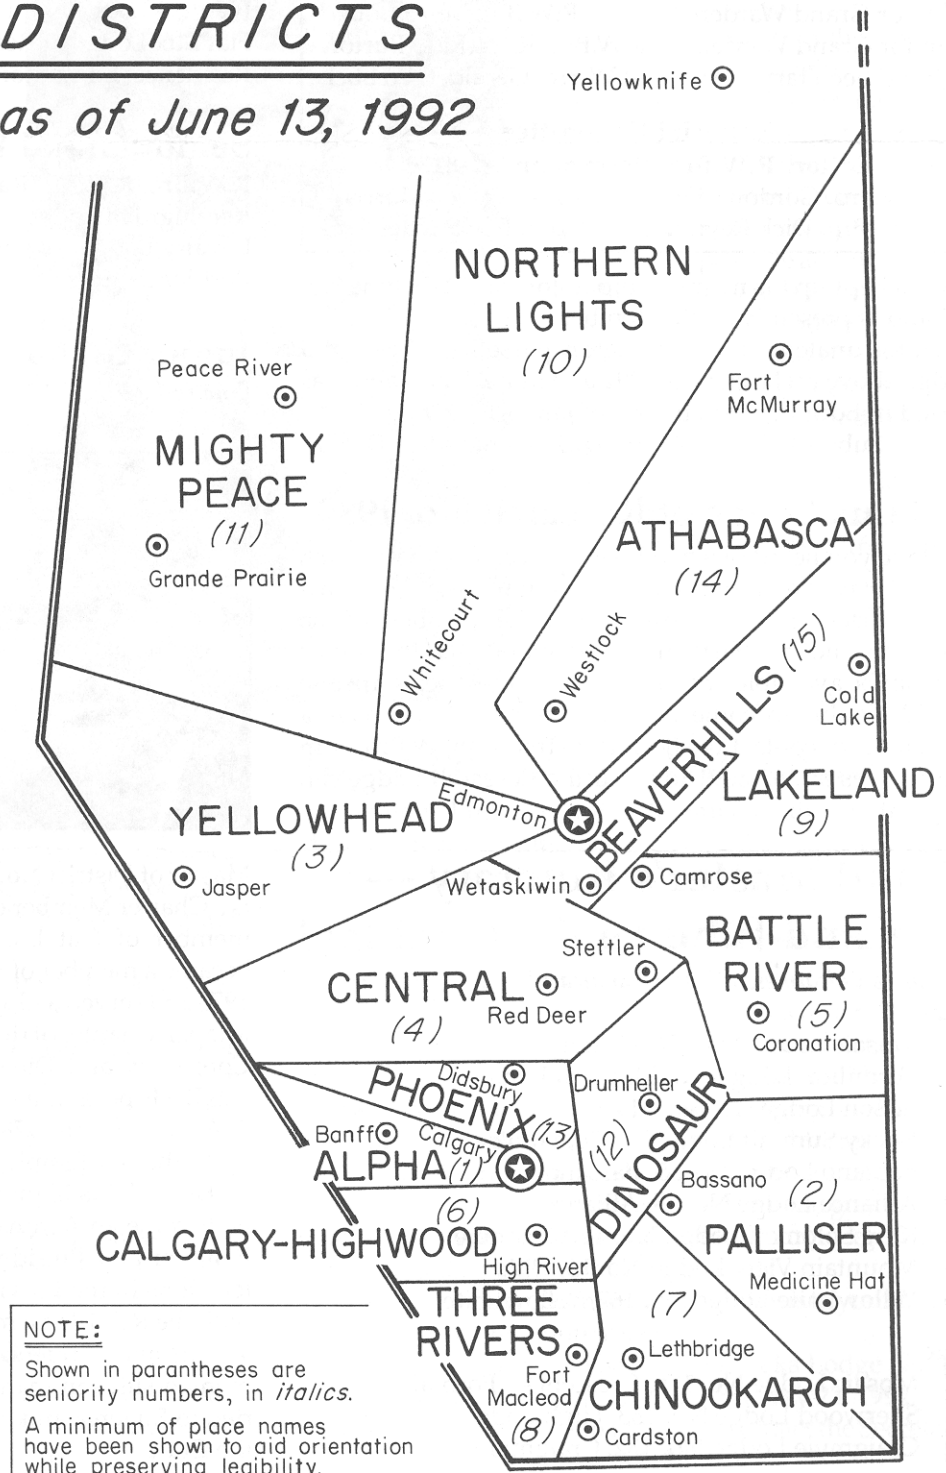 DISTRICTS
as of June 13, 1992
Yellowknife
NORTHERN
LIGHTS
(10)
Fort
McMurray
Peace River
MIGHTY
PEACE
(11)
Grande Prairie
ATHABASCA
(14)
Whitecourt
Westlock
BEAVERHILLS (15)
Cold
Lake
LAKELAND
(9)
Edmonton
YELLOWHEAD
(3)
Jasper
Wetaskiwin
Camrose
BATTLE
RIVER
(5)
Coronation
Stettler
CENTRAL
(4)
Red Deer
Didsbury
PHOENIX (13)
Drumheller
DINOSAUR
(12)
Banff
Calgary
ALPHA (1)
Bassano
(2)
PALLISER
Medicine Hat
(6)
CALGARY-HIGHWOOD
High River
THREE
RIVERS
Fort
Macleod
(8)
(7)
Lethbridge
CHINOOKARCH
Cardston
NOTE:
Shown in parantheses are
seniority numbers, in italics.
A minimum of place names
have been shown to aid orientation
while preserving legibility.